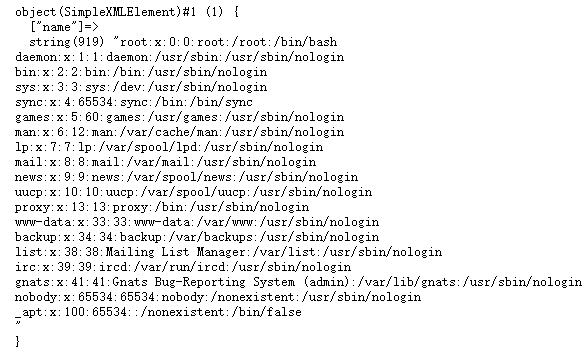 object(SimpleXMLElement)#1 (1) {
  ["name"]=>
  string(919) "root:x:0:0:root:/root:/bin/bash
daemon:x:1:1:daemon:/usr/sbin:/usr/sbin/nologin
bin:x:2:2:bin:/bin:/usr/sbin/nologin
sys:x:3:3:sys:/dev:/usr/sbin/nologin
sync:x:4:65534:sync:/bin:/bin/sync
games:x:5:60:games:/usr/games:/usr/sbin/nologin
man:x:6:12:man:/var/cache/man:/usr/sbin/nologin
lp:x:7:7:lp:/var/spool/lpd:/usr/sbin/nologin
mail:x:8:8:mail:/var/mail:/usr/sbin/nologin
news:x:9:9:news:/var/spool/news:/usr/sbin/nologin
uucp:x:10:10:uucp:/var/spool/uucp:/usr/sbin/nologin
proxy:x:13:13:proxy:/bin:/usr/sbin/nologin
www-data:x:33:33:www-data:/var/www:/usr/sbin/nologin
backup:x:34:34:backup:/var/backups:/usr/sbin/nologin
list:x:38:38:Mailing List Manager:/var/list:/usr/sbin/nologin
irc:x:39:39:ircd:/var/run/ircd:/usr/sbin/nologin
gnats:x:41:41:Gnats Bug-Reporting System (admin):/var/lib/gnats:/usr/sbin/nologin
nobody:x:65534:65534:nobody:/nonexistent:/usr/sbin/nologin
_apt:x:100:65534::/nonexistent:/bin/false
"
}